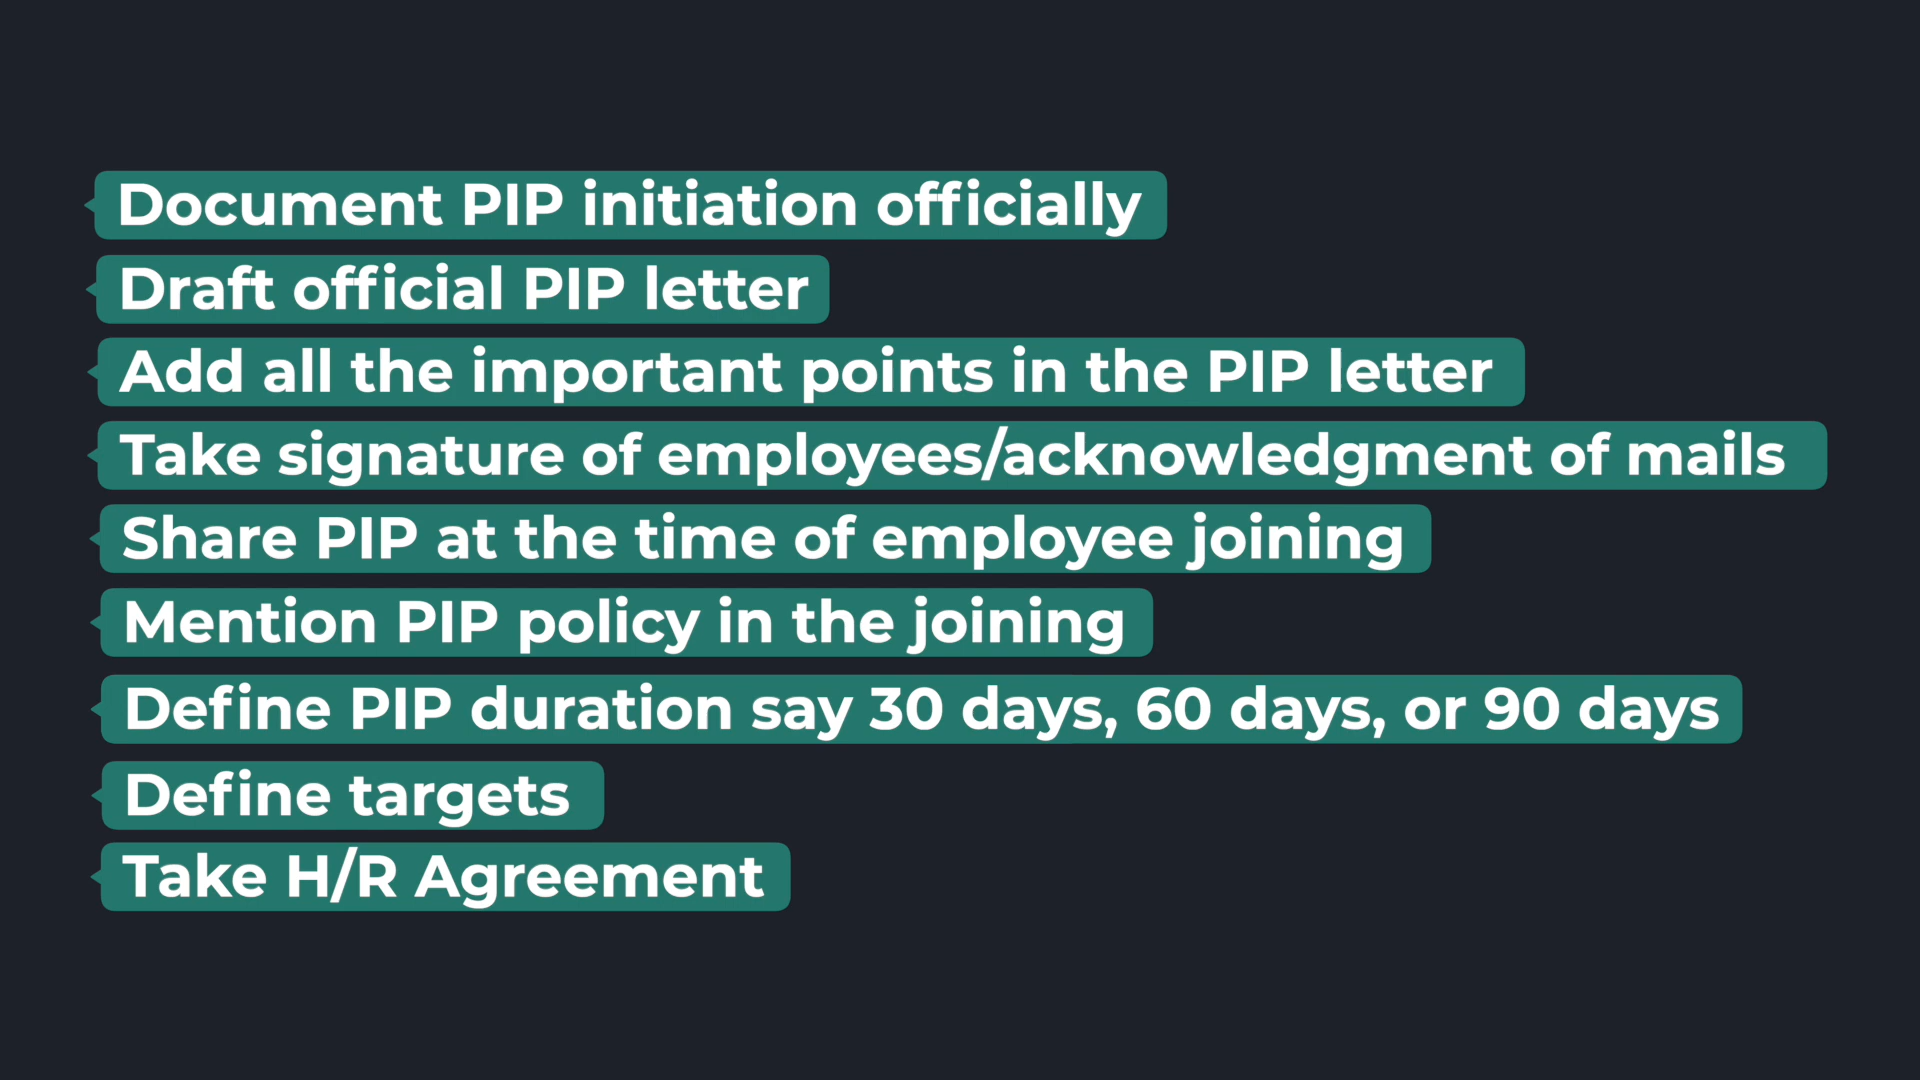 Document PIP initiation officially
Draft official PIP letter
Add all the important points in the PIP letter
Take signature of employees/acknowledgment of mails
Share PIP at the time of employee joining
Mention PIP policy in the joining
Define PIP duration say 30 days, 60 days, or 90 days
Define targets
Take H/R Agreement